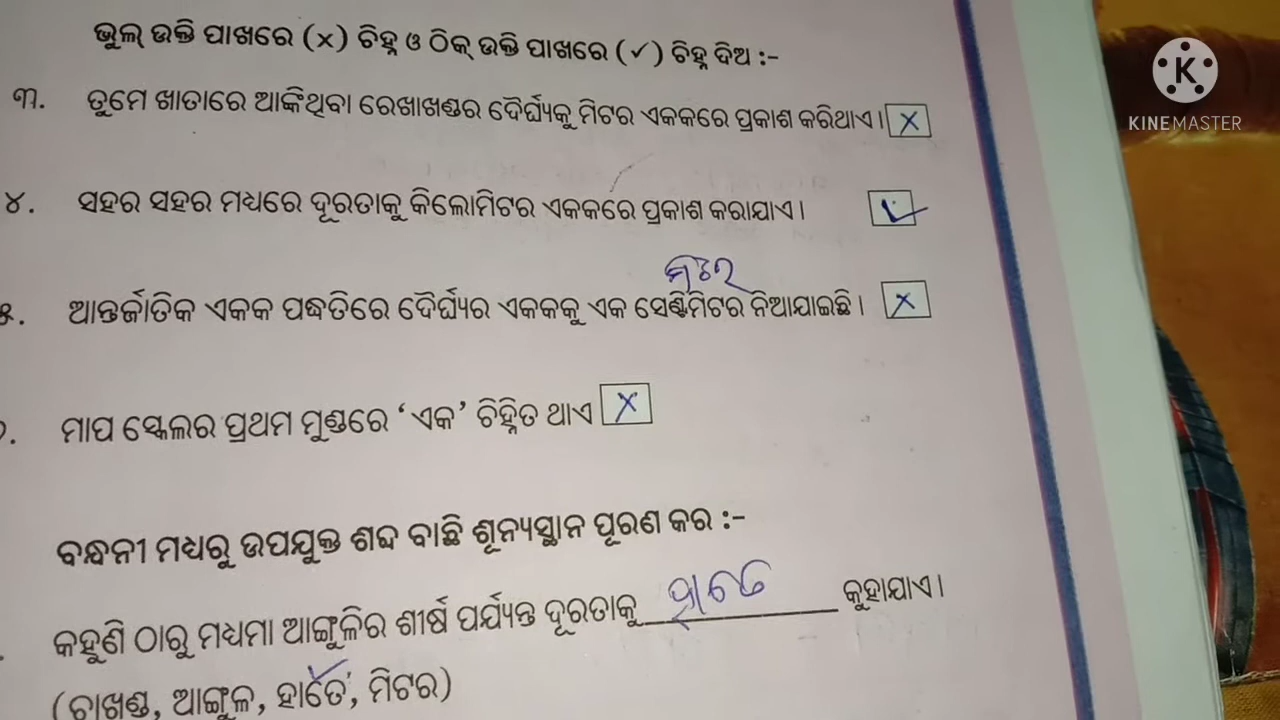 ଭୁଲ୍ ଉକ୍ତି ପାଖରେ (×) ଚିହ୍ନ ଓ ଠିକ୍ ଉକ୍ତି ପାଖରେ (✓) ଚିହ୍ନ ଦିଅ :-
୩. ତୁମେ ଖାତାରେ ଆଙ୍କିଥିବା ରେଖାଖଣ୍ଡର ଦୈର୍ଘ୍ୟକୁ ମିଟର ଏକକରେ ପ୍ରକାଶ କରିଥାଏ। ×
୪. ସହର ସହର ମଧ୍ୟରେ ଦୂରତାକୁ କିଲୋମିଟର ଏକକରେ ପ୍ରକାଶ କରାଯାଏ। ✓
ମିଟର
୫. ଆନ୍ତର୍ଜାତିକ ଏକକ ପଦ୍ଧତିରେ ଦୈର୍ଘ୍ୟର ଏକକକୁ ଏକ ସେଣ୍ଟିମିଟର ନିଆଯାଇଛି। ×
ମାପ ସ୍କେଲର ପ୍ରଥମ ମୁଣ୍ଡରେ ‘ଏକ’ ଚିହ୍ନିତ ଥାଏ ×
ବନ୍ଧନୀ ମଧ୍ୟରୁ ଉପଯୁକ୍ତ ଶବ୍ଦ ବାଛି ଶୂନ୍ୟସ୍ଥାନ ପୂରଣ କର :-
କହୁଣି ଠାରୁ ମଧ୍ୟମା ଆଙ୍ଗୁଳିର ଶୀର୍ଷ ପର୍ଯ୍ୟନ୍ତ ଦୂରତାକୁ ହାତେ କୁହାଯାଏ।
(ଚାଖଣ୍ଡ, ଆଙ୍ଗୁଳ, ହାତେ, ମିଟର)
KINEMASTER